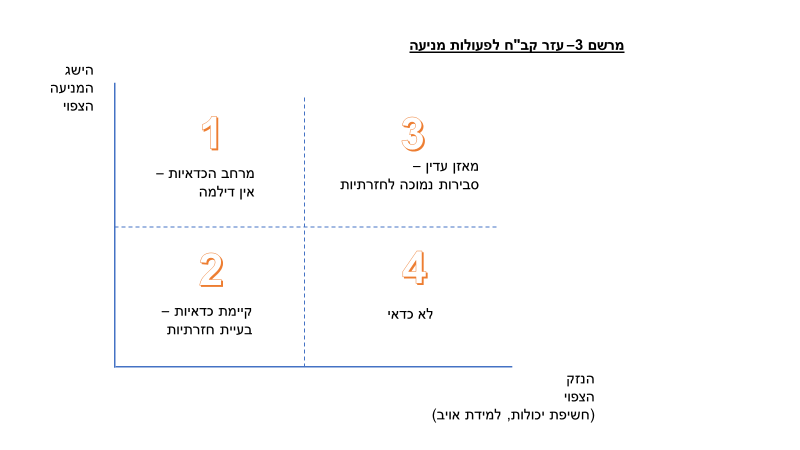 מרשם 3– עזר קב"ח לפעולות מניעה
הישג
המניעה
הצפוי
1
מרחב הכדאיות –
אין דילמה
3
מאזן עדין –
סבירות נמוכה לחזרתיות
2
קיימת כדאיות –
בעיית חזרתיות
4
לא כדאי
הנזק
הצפוי
(חשיפת יכולות, למידת אויב)